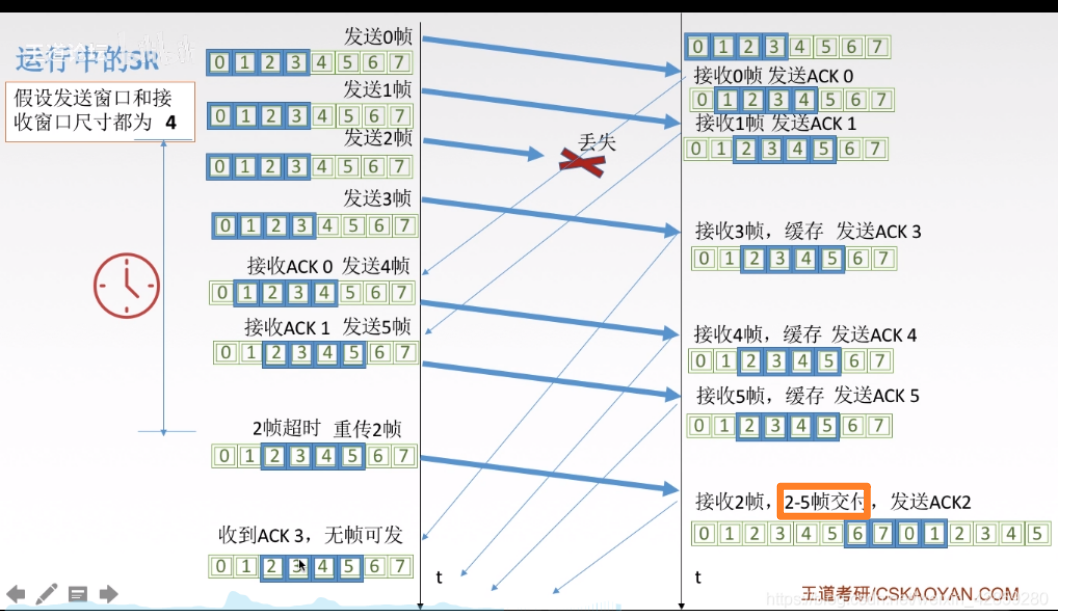 运行中的SR
假设发送窗口和接
收窗口尺寸都为 4
发送0帧
0 1 2 3 4 5 6 7
发送1帧
0 1 2 3 4 5 6 7
发送2帧
0 1 2 3 4 5 6 7
发送3帧
0 1 2 3 4 5 6 7
接收ACK 0 发送4帧
0 1 2 3 4 5 6 7
接收ACK 1 发送5帧
0 1 2 3 4 5 6 7
2帧超时 重传2帧
0 1 2 3 4 5 6 7
收到ACK 3，无帧可发
0 1 2 3 4 5 6 7
t
丢失
0 1 2 3 4 5 6 7
接收0帧 发送ACK 0
0 1 2 3 4 5 6 7
接收1帧 发送ACK 1
0 1 2 3 4 5 6 7
接收3帧，缓存 发送ACK 3
0 1 2 3 4 5 6 7
接收4帧，缓存 发送ACK 4
0 1 2 3 4 5 6 7
接收5帧，缓存 发送ACK 5
0 1 2 3 4 5 6 7
接收2帧，2-5帧交付，发送ACK2
0 1 2 3 4 5 6 7 0 1 2 3 4 5
t
王道考研/CSKAOYAN.COM